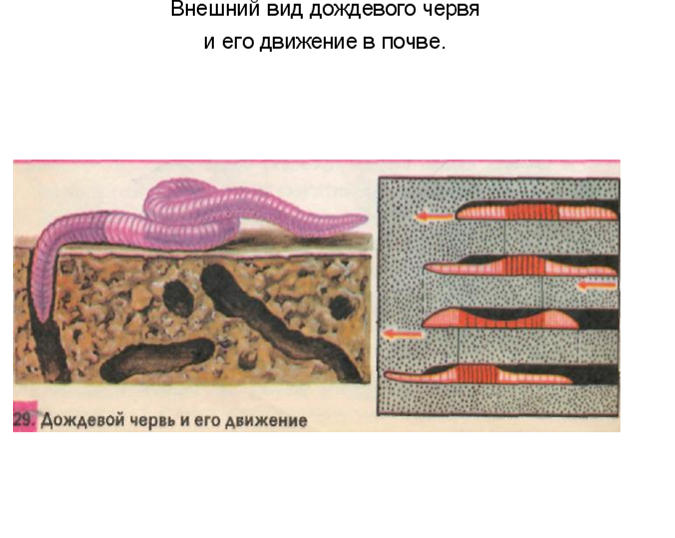 Внешний вид дождевого червя
и его движение в почве.
29. Дождевой червь и его движение